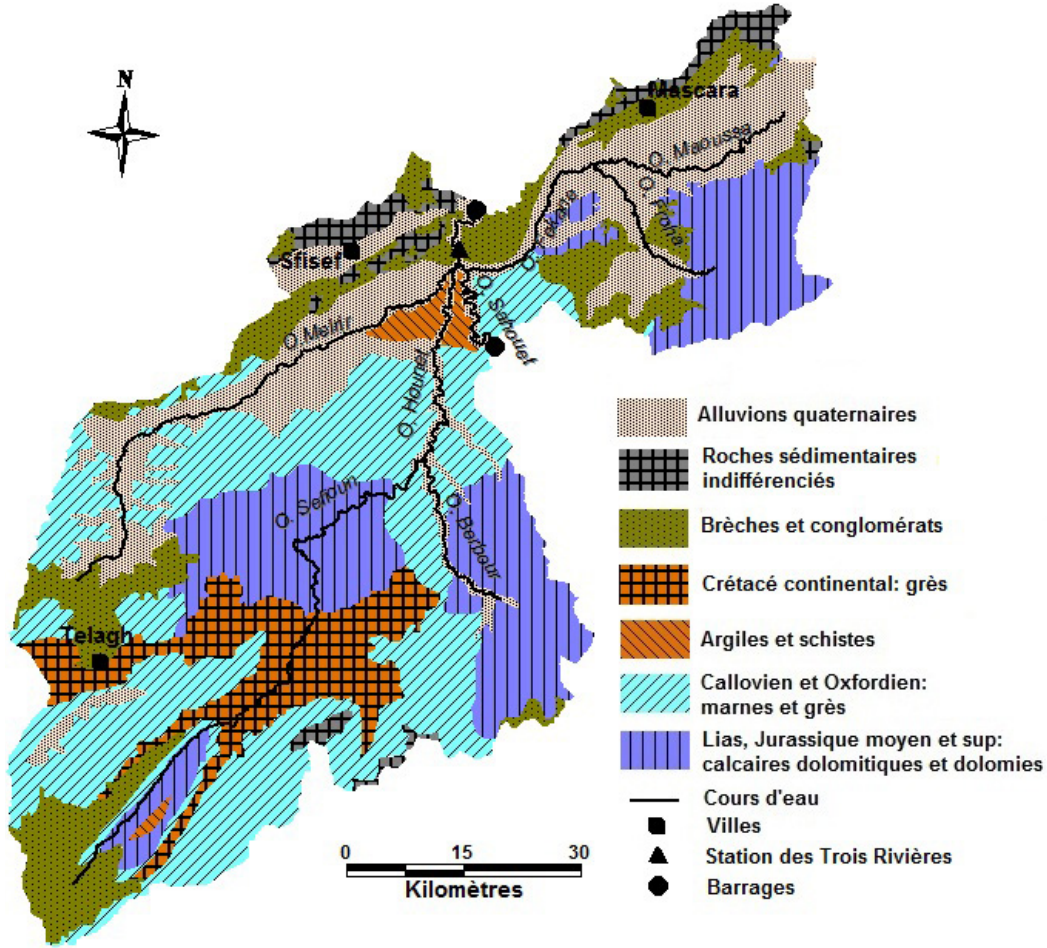 N
Mascara
O. Maoussa
O. Froha
O. Fekane
Sfisef
O. Sehouet
O.Melrir
O. Hounet
O. Sefioun
O. Berbour
Telagh
Alluvions quaternaires
Roches sédimentaires
indifférenciés
Brèches et conglomérats
Crétacé continental: grès
Argiles et schistes
Callovien et Oxfordien:
marnes et grès
Lias, Jurassique moyen et sup:
calcaires dolomitiques et dolomies
Cours d'eau
Villes
Station des Trois Rivières
Barrages
0 15 30
Kilomètres